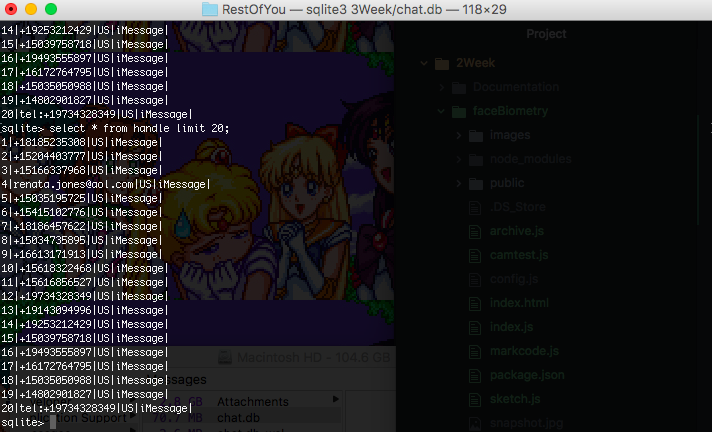 RestOfYou — sqlite3 3Week/chat.db — 118×29
14|+19253212429|US|iMessage|
15|+15039758718|US|iMessage|
16|+19493555897|US|iMessage|
17|+16172764795|US|iMessage|
18|+15035050988|US|iMessage|
19|+14802901827|US|iMessage|
20|tel:+19734328349|US|iMessage|
sqlite> select * from handle limit 20;
1|+18185235308|US|iMessage|
2|+15204403777|US|iMessage|
3|+15166337968|US|iMessage|
4|renata.jones@aol.com|US|iMessage|
5|+15035195725|US|iMessage|
6|+15415102776|US|iMessage|
7|+18186457622|US|iMessage|
8|+15034735895|US|iMessage|
9|+16613171913|US|iMessage|
10|+15618322468|US|iMessage|
11|+15616856527|US|iMessage|
12|+19734328349|US|iMessage|
13|+19143094996|US|iMessage|
14|+19253212429|US|iMessage|
15|+15039758718|US|iMessage|
16|+19493555897|US|iMessage|
17|+16172764795|US|iMessage|
18|+15035050988|US|iMessage|
19|+14802901827|US|iMessage|
20|tel:+19734328349|US|iMessage|
sqlite>
Project
2Week
Documentation
faceBiometry
images
node_modules
public
.DS_Store
archive.js
camtest.js
config.js
index.html
index.js
markcode.js
package.json
sketch.js
snapshot.jpg
Macintosh HD - 104.6 GB
Messages
GB Attachments
Application Support 70.7 MB chat.db